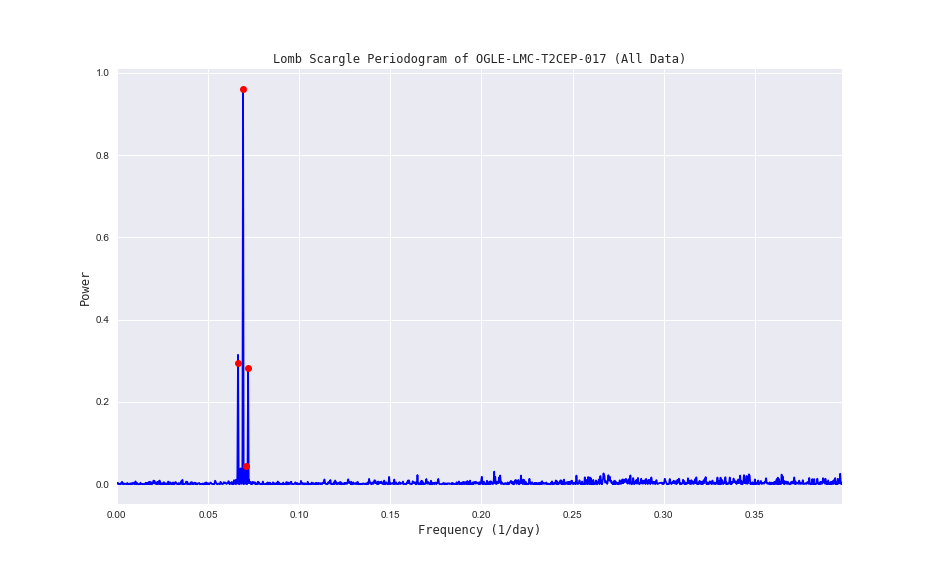 Lomb Scargle Periodogram of OGLE-LMC-T2CEP-017 (All Data)
1.0
0.8
0.6
0.4
0.2
0.0
Power
0.00 0.05 0.10 0.15 0.20 0.25 0.30 0.35
Frequency (1/day)